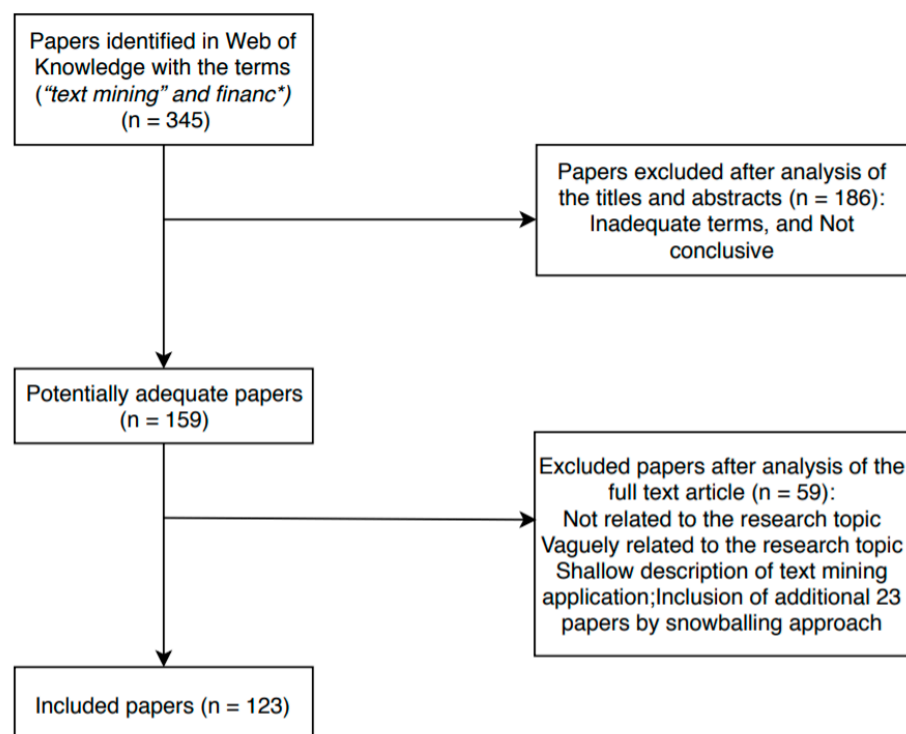 Papers identified in Web of
Knowledge with the terms
(“text mining” and financ*)
(n = 345)
Papers excluded after analysis of
the titles and abstracts (n = 186):
Inadequate terms, and Not
conclusive
Potentially adequate papers
(n = 159)
Excluded papers after analysis of the
full text article (n = 59):
Not related to the research topic
Vaguely related to the research topic
Shallow description of text mining
application;Inclusion of additional 23
papers by snowballing approach
Included papers (n = 123)